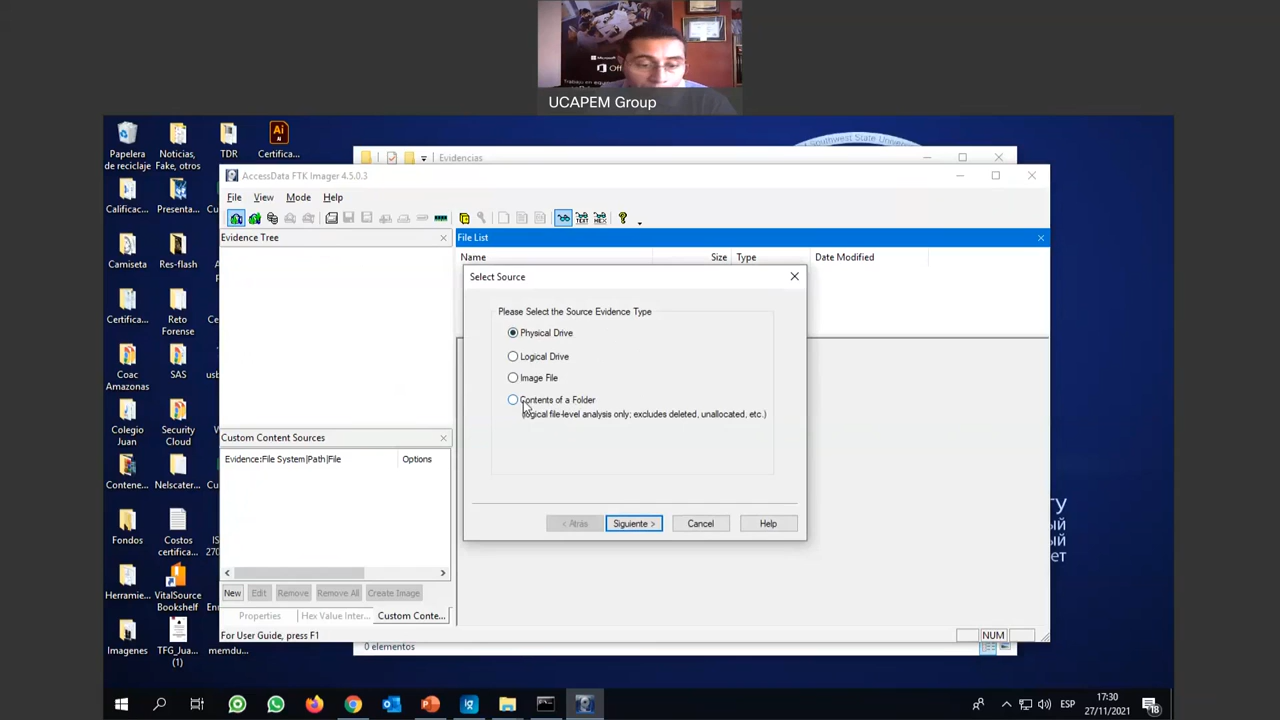 Off
UCAPEM Group
Papelera
de reciclaje
Noticias,
Fake, otros
TDR
Certifica...
Evidencias
Southwest State Univer
AccessData FTK Imager 4.5.0.3
File View Mode Help
Evidence Tree
File List
Name Size Type Date Modified
Calificac...
Presenta...
Camiseta
Res-flash
Certifica...
Reto
Forense
Coac
Amazonas
SAS
Colegio
Juan
Security
Cloud
Contene...
Nelscater...
Fondos
Costos
certifica...
Herramie...
VitalSource
Bookshelf
Imagenes
TFG_Jua...
(1)
memdu...
Select Source
Please Select the Source Evidence Type
Physical Drive
Logical Drive
Image File
Contents of a Folder
(logical file-level analysis only; excludes deleted, unallocated, etc.)
< Atrás Siguiente > Cancel Help
Custom Content Sources
Evidence:File System|Path|File Options
New Edit Remove Remove All Create Image
Properties Hex Value Inter... Custom Conte...
For User Guide, press F1
NUM
0 elementos
ESP
17:30
27/11/2021
18